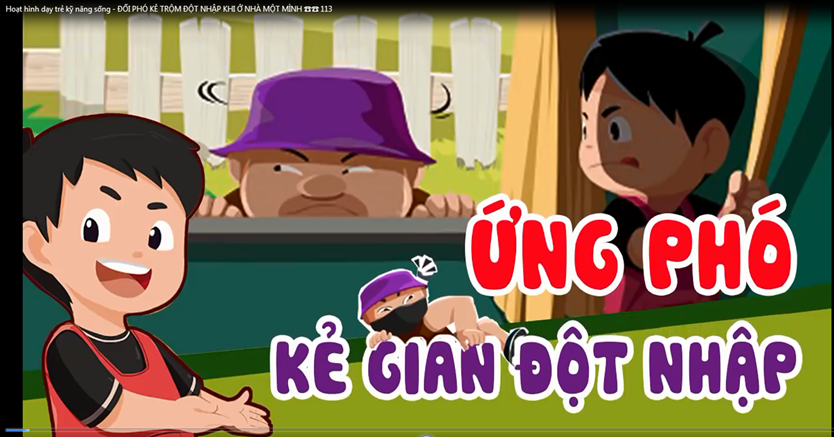 Hoạt hình dạy trẻ kỹ năng sống - ĐỐI PHÓ KẺ TRỘM ĐỘT NHẬP KHI Ở NHÀ MỘT MÌNH ☎☎ 113
ỨNG PHÓ
KẺ GIAN ĐỘT NHẬP